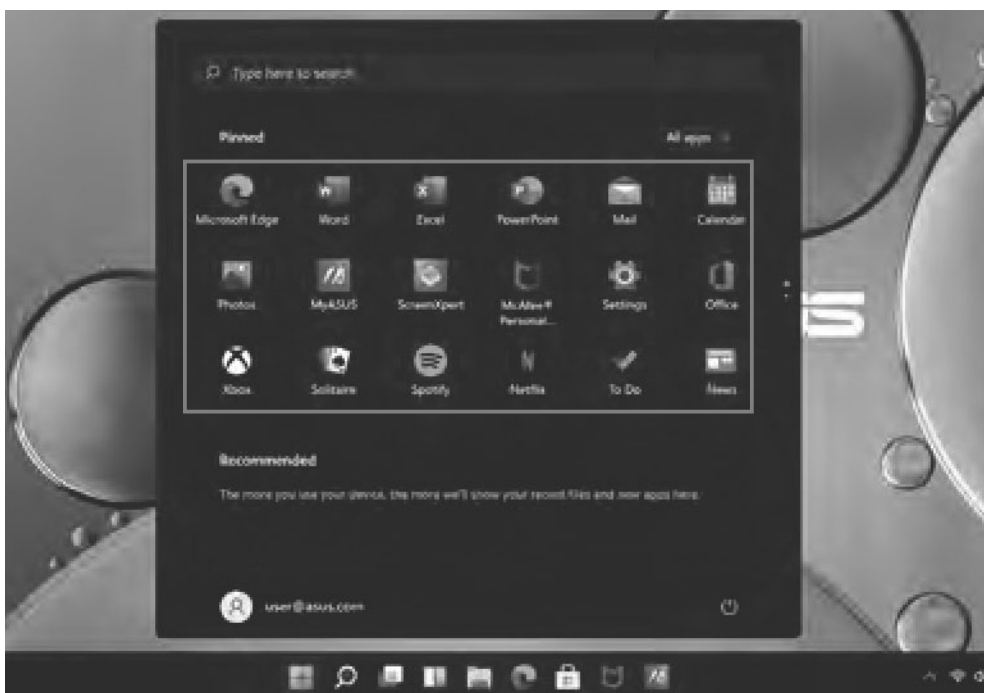 Type here to search
Pinned
All apps
Microsoft Edge Word Excel PowerPoint Mail Calendar
Photos MyASUS ScreenXpert McAfee® Settings Office
Personal...
Xbox Solitaire Spotify Netflix To Do News
Recommended
The more you use your device, the more we'll show your recent files and new apps here.
user@asus.com